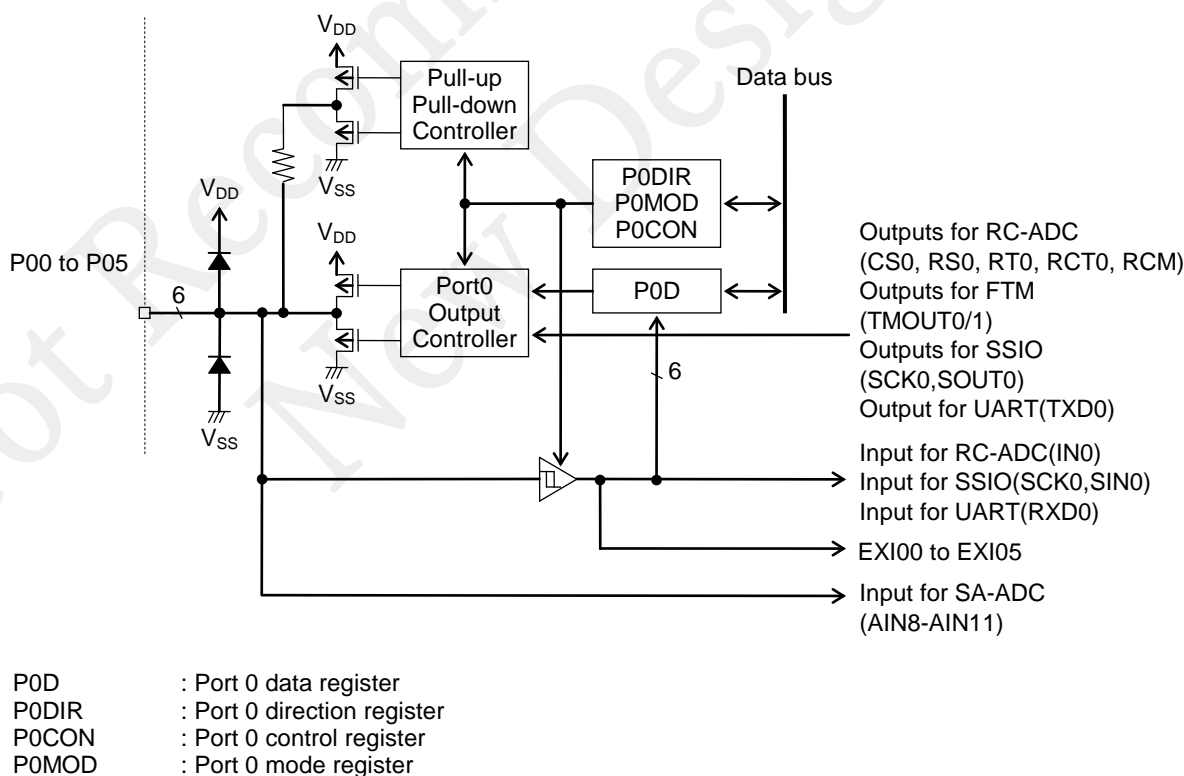 Not Recom
New Desig
VDD
Pull-up
Pull-down
Controller
VSS
Data bus
P0DIR
P0MOD
P0CON
VDD
P00 to P05
6
VSS
VDD
Port0
Output
Controller
VSS
P0D
6
Outputs for RC-ADC
(CS0, RS0, RT0, RCT0, RCM)
Outputs for FTM
(TMOUT0/1)
Outputs for SSIO
(SCK0,SOUT0)
Output for UART(TXD0)
Input for RC-ADC(IN0)
Input for SSIO(SCK0,SIN0)
Input for UART(RXD0)
EXI00 to EXI05
Input for SA-ADC
(AIN8-AIN11)
P0D : Port 0 data register
P0DIR : Port 0 direction register
P0CON : Port 0 control register
P0MOD : Port 0 mode register